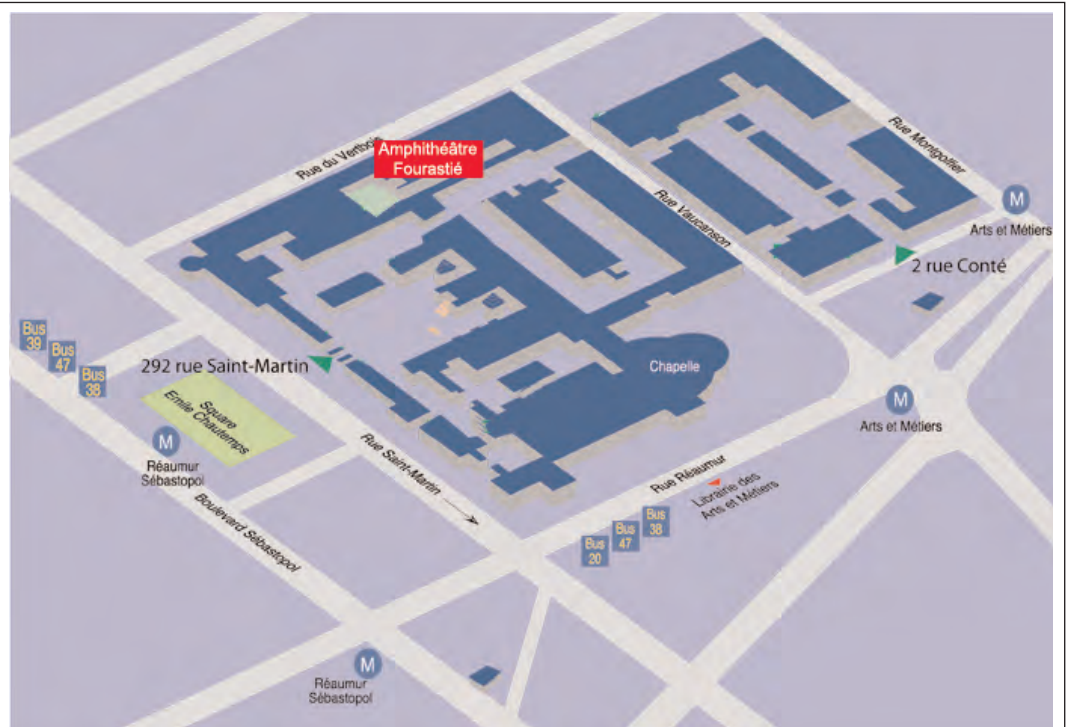 Rue du Vertbois
Amphithéâtre
Fourastié
Rue Montgolfier
Rue Vaucanson
M
Arts et Métiers
2 rue Conté
Bus
39
Bus
47
Bus
38
292 rue Saint-Martin
Square
Emile Chautemps
Chapelle
M
Arts et Métiers
M
Réaumur
Sébastopol
Rue Saint-Martin
Rue Réaumur
Librairie des
Arts et Métiers
Boulevard Sébastopol
Bus
20
Bus
47
Bus
38
M
Réaumur
Sébastopol